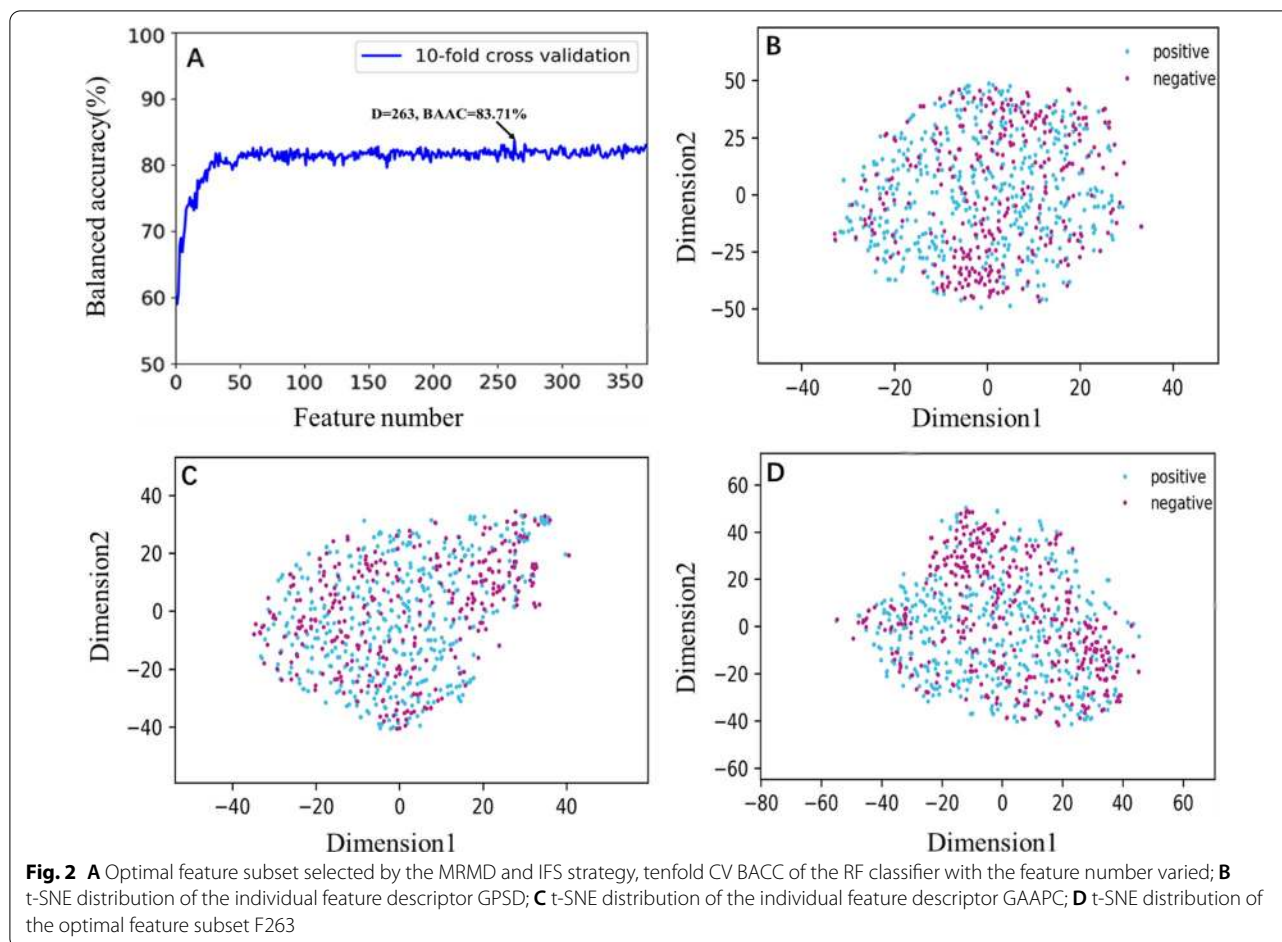 A
10-fold cross validation
D=263, BAAC=83.71%
100
90
80
70
60
50
Balanced accuracy(%)
0 50 100 150 200 250 300 350
Feature number
B
positive
negative
50
25
0
−25
−50
Dimension2
−40 −20 0 20 40
Dimension1
C
40
20
0
−20
−40
Dimension2
−40 −20 0 20 40
Dimension1
D
positive
negative
60
40
20
0
−20
−40
−60
Dimension2
−80 −60 −40 −20 0 20 40 60
Dimension1
Fig. 2 A Optimal feature subset selected by the MRMD and IFS strategy, tenfold CV BACC of the RF classifier with the feature number varied; B
t-SNE distribution of the individual feature descriptor GPSD; C t-SNE distribution of the individual feature descriptor GAAPC; D t-SNE distribution of
the optimal feature subset F263